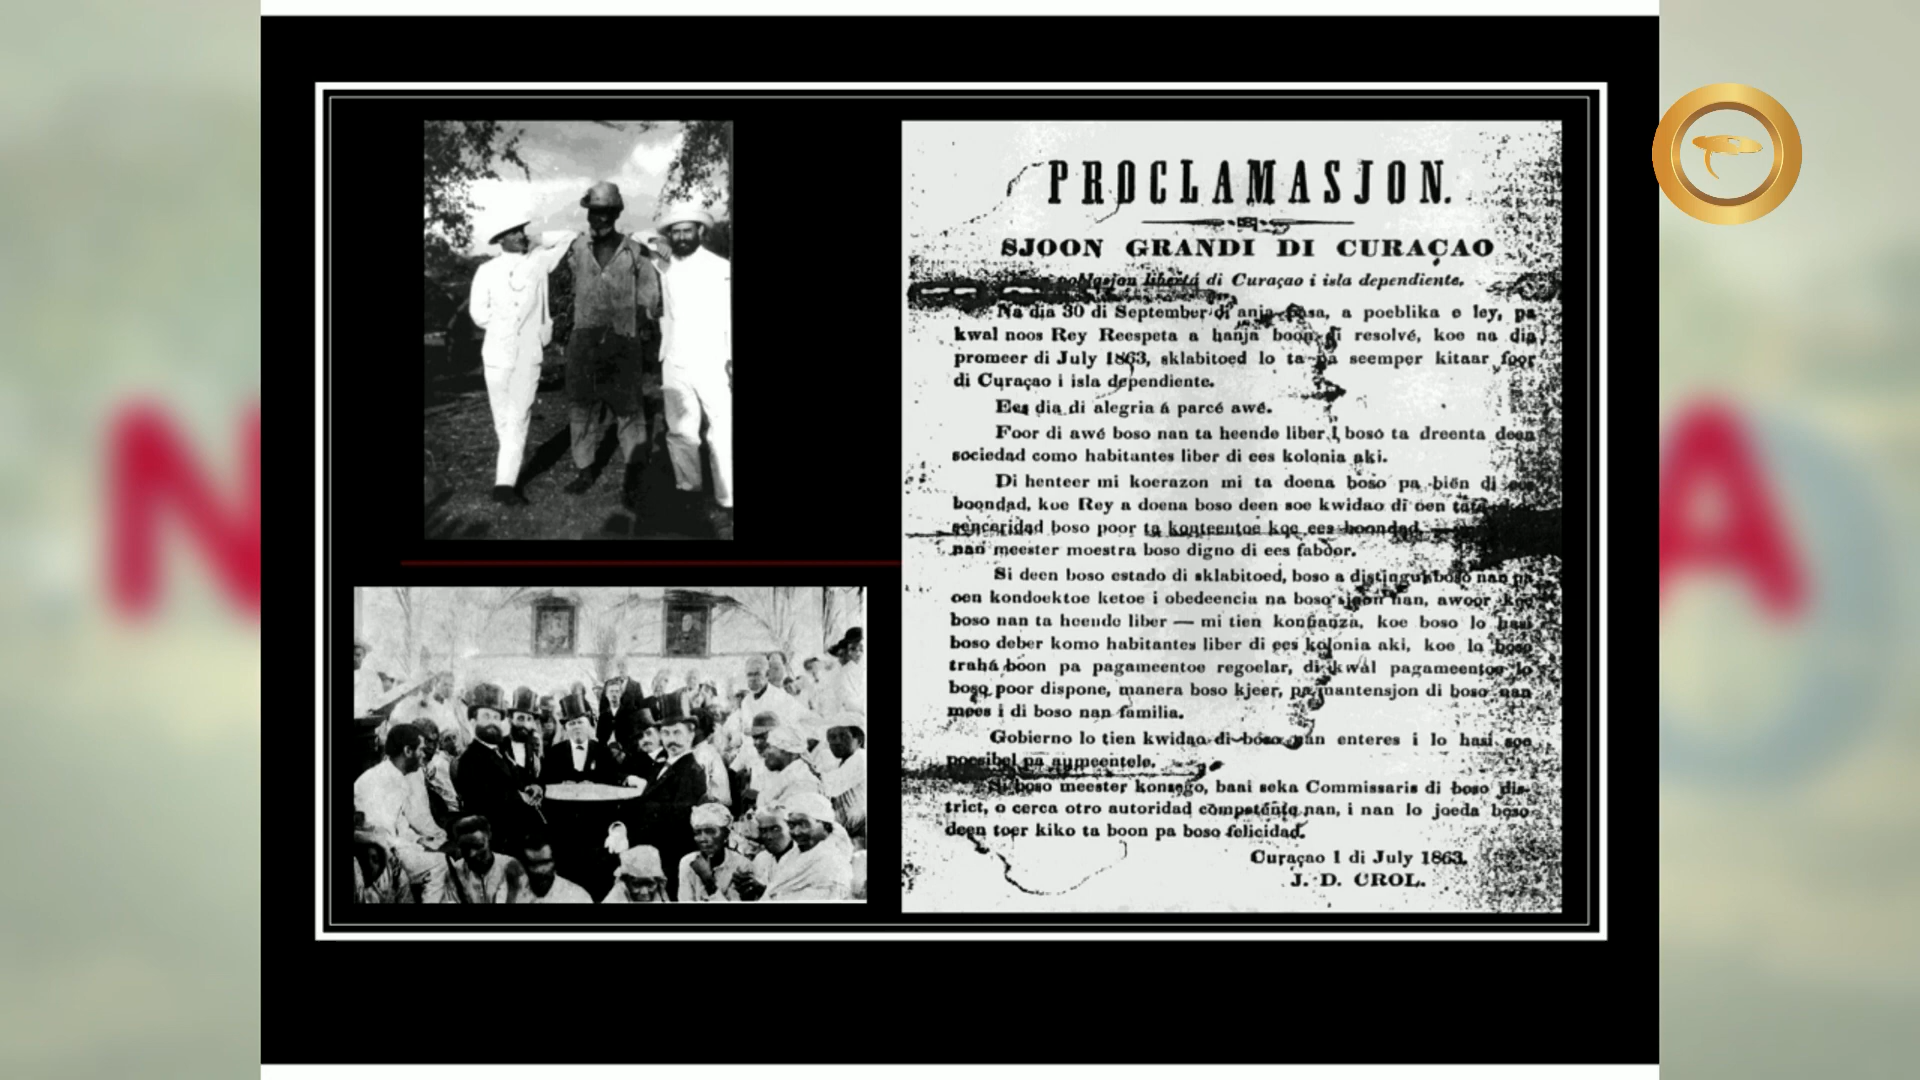 PROCLAMASJON.
SJOON GRANDI DI CURAÇAO
poblasjon libertá di Curaçao i isla dependiente.
Na dia 30 di September di anja pasa, a poeblika e ley, pa
kwal noos Rey Reespeta a hanja boon di resolvé, koe na dia
promeer di July 1863, sklabitoed lo ta pa seemper kitaar foor
di Curaçao i isla dependiente.
Ees dia di alegria á parcé awé.
Foor di awé boso nan ta heende liber, i boso ta dreenta deen
sociedad como habitantes liber di ees kolonia aki.
Di henteer mi koerazon mi ta doena boso pa biën di ees
boondad, koe Rey a doena boso deen soe kwidao di oen tata
senceridad boso poor ta konteentoe koe ees boondad,
nan meester moestra boso digno di ees faboor.
Si deen boso estado di sklabitoed, boso a distingui boso nan pa
oen kondoektoe ketoe i obedeencia na boso sjoon nan, awoor koe
boso nan ta heende liber — mi tien konfianza, koe boso lo hasi
boso deber komo habitantes liber di ees kolonia aki, koe lo boso
trahá boon pa pagameentoe regoelar, di kwal pagameentoe lo
boso poor dispone, manera boso kjeer, pa mantensjon di boso nan
mees i di boso nan familia.
Gobierno lo tien kwidao di boso nan enteres i lo hasi soe
poesibel pa aumeentele.
Si boso meester konsego, baai seka Commissaris di boso dis-
trict, o cerca otro autoridad competente nan, i nan lo joeda boso
deen toer kiko ta boon pa boso felicidad.
Curaçao 1 di July 1863.
J. D. CROL.
N
A